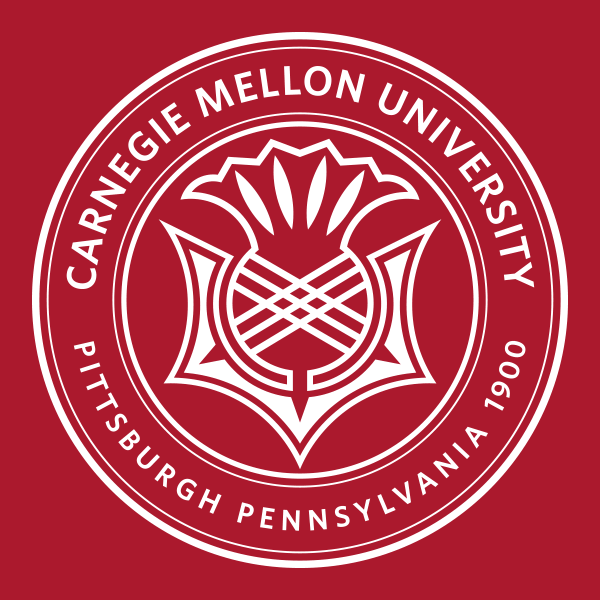 CARNEGIE MELLON UNIVERSITY
PITTSBURGH PENNSYLVANIA 1900